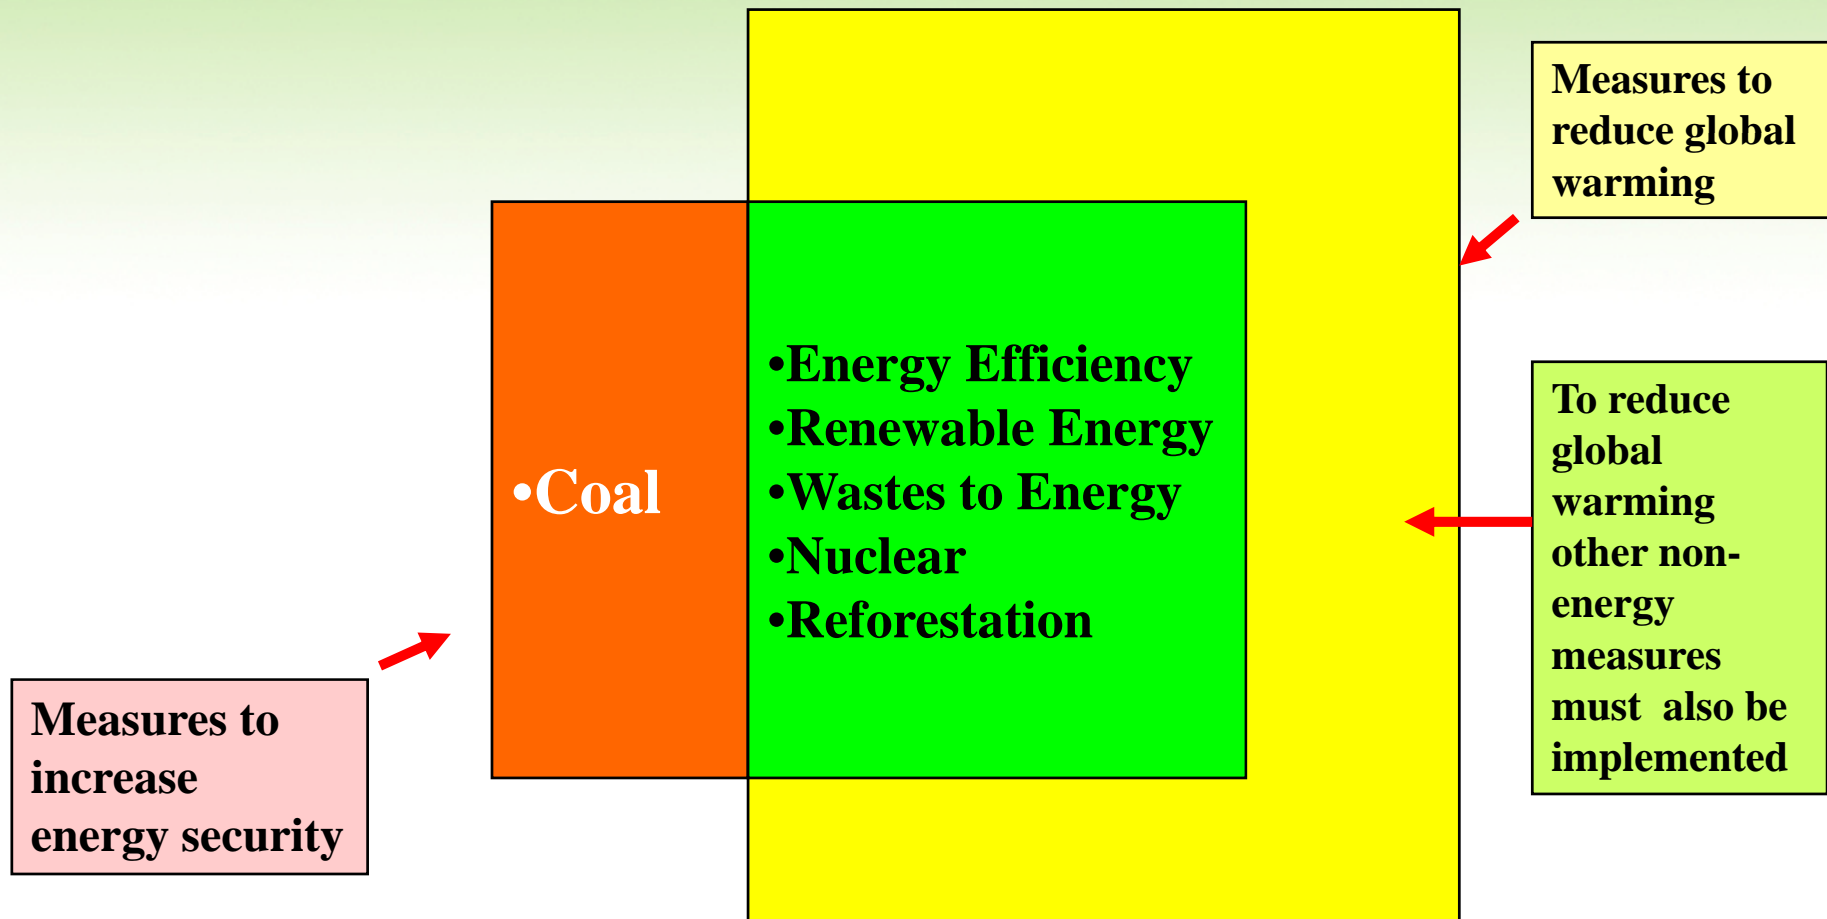 Measures to
reduce global
warming
•Coal
•Energy Efficiency
•Renewable Energy
•Wastes to Energy
•Nuclear
•Reforestation
To reduce
global
warming
other non-
energy
measures
must also be
implemented
Measures to
increase
energy security